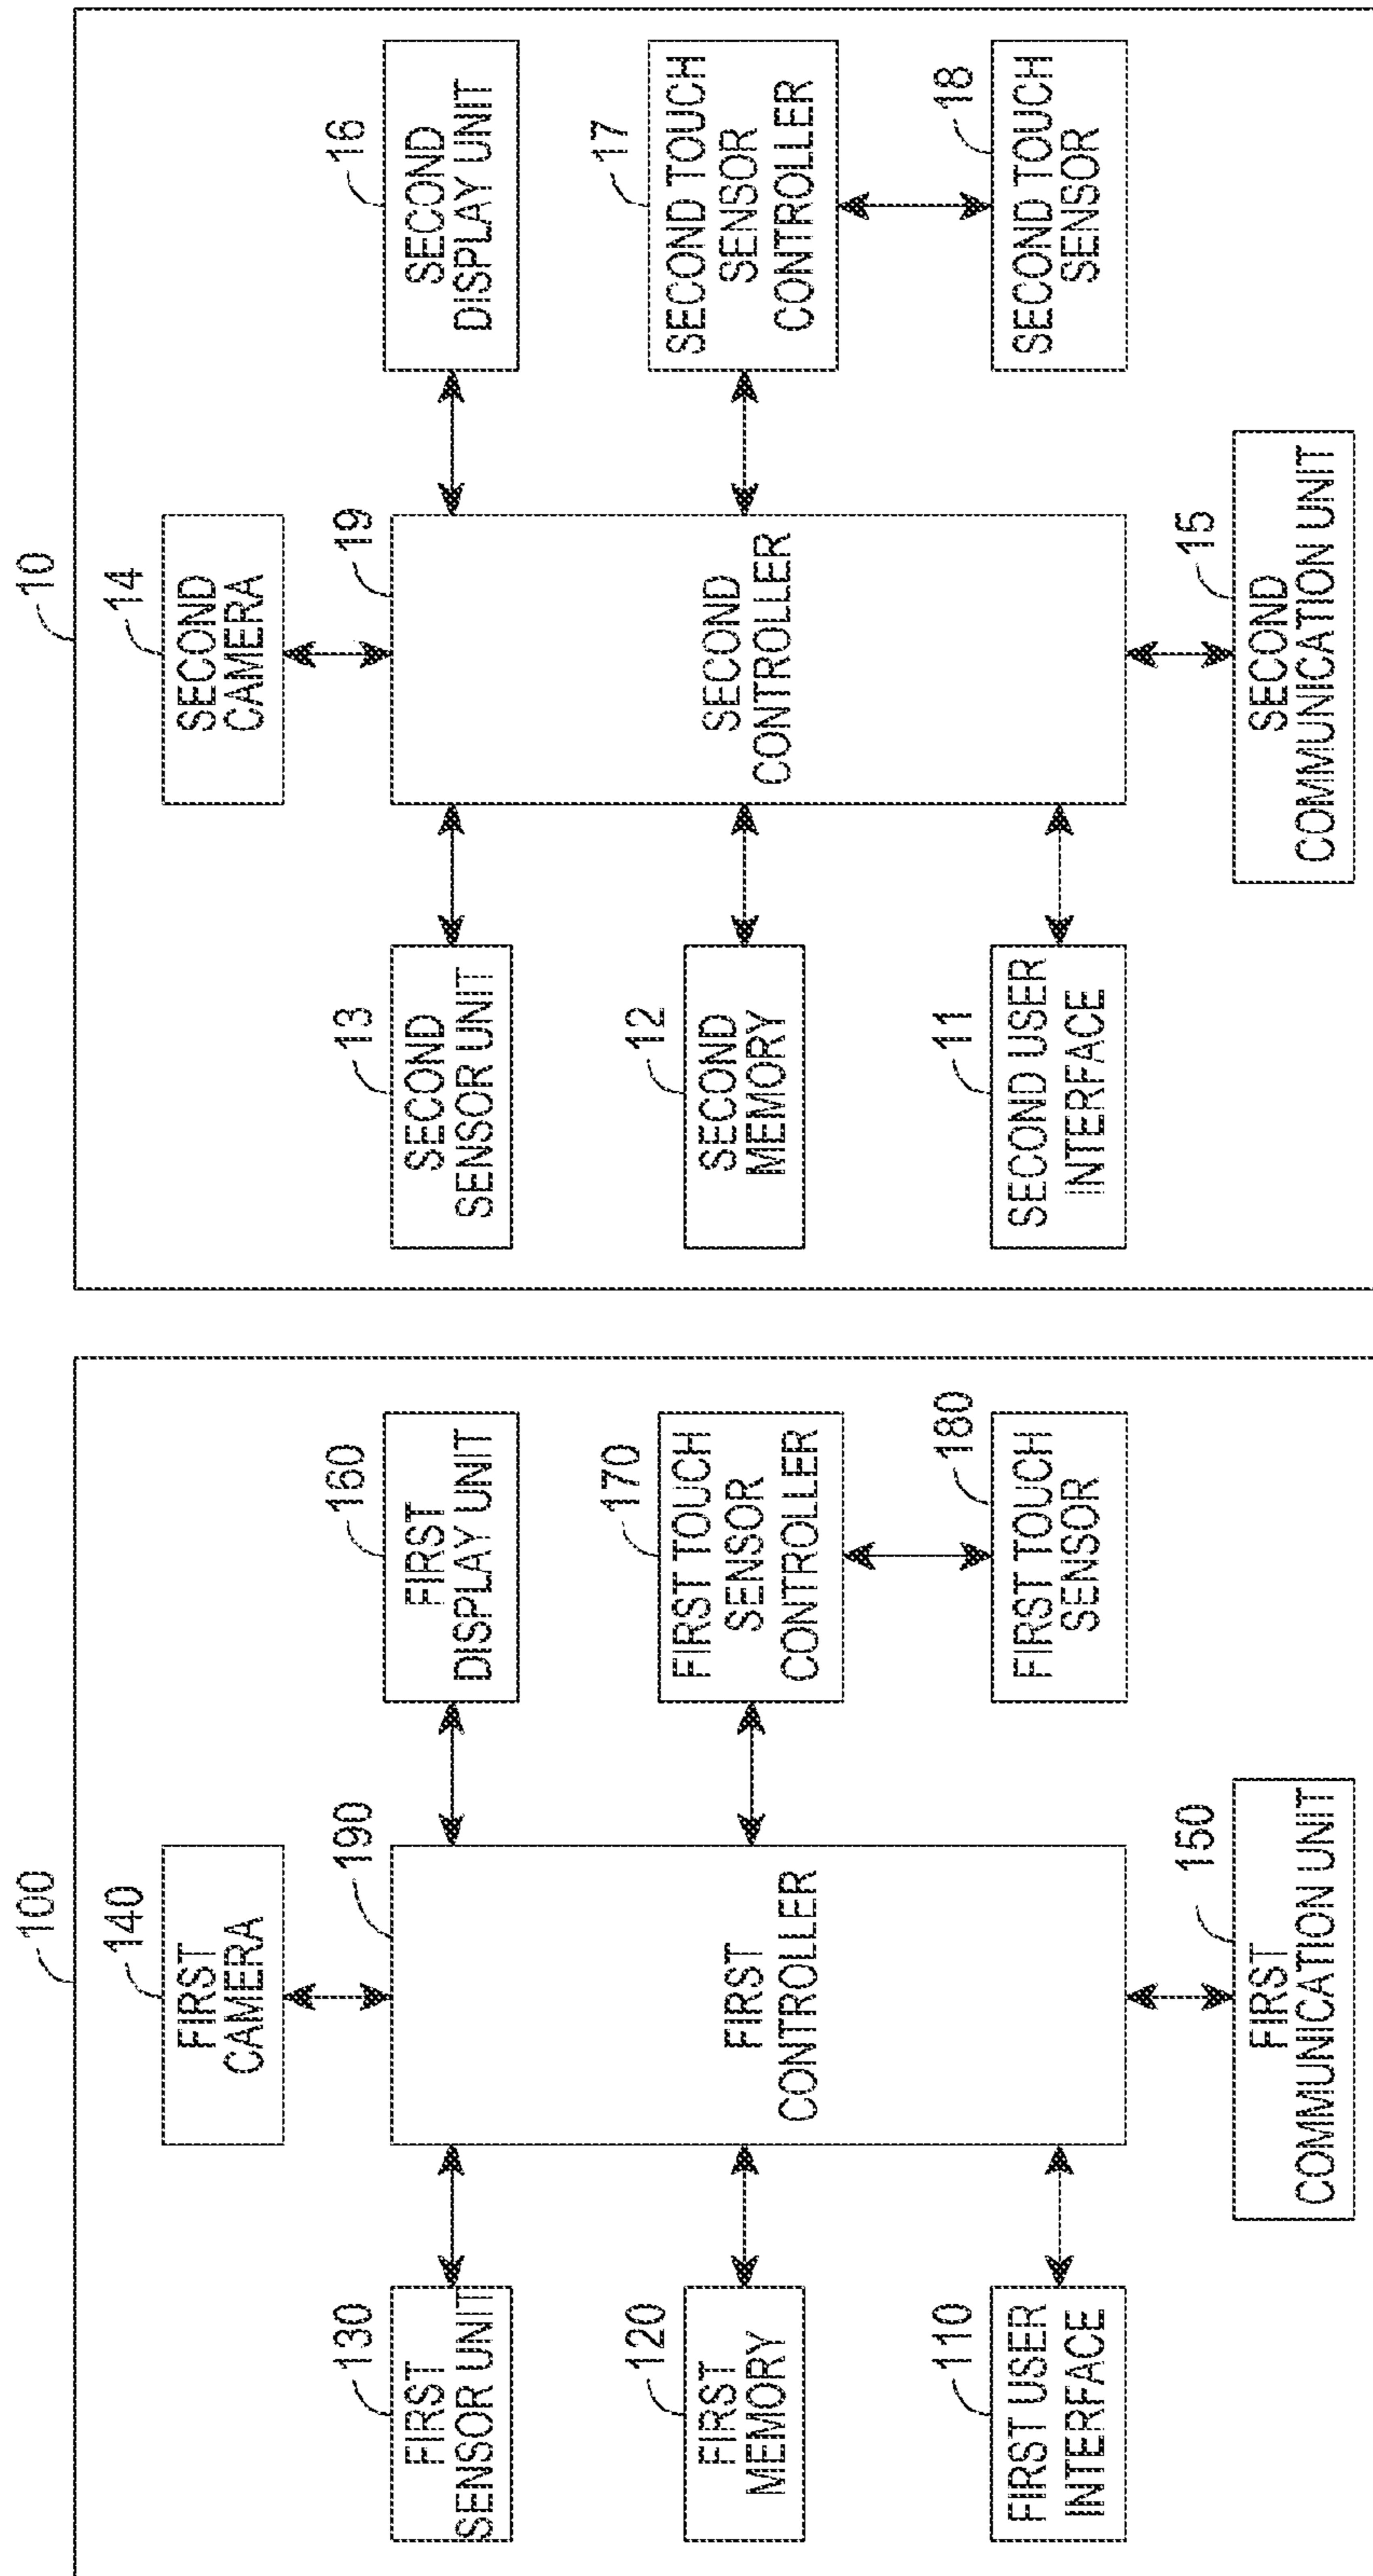 100
140
FIRST
CAMERA
130
FIRST
SENSOR UNIT
190
FIRST
CONTROLLER
160
FIRST
DISPLAY UNIT
120
FIRST
MEMORY
170
FIRST TOUCH
SENSOR
CONTROLLER
110
FIRST USER
INTERFACE
180
FIRST TOUCH
SENSOR
150
FIRST
COMMUNICATION UNIT
10
14
SECOND
CAMERA
13
SECOND
SENSOR UNIT
19
SECOND
CONTROLLER
16
SECOND
DISPLAY UNIT
12
SECOND
MEMORY
17
SECOND TOUCH
SENSOR
CONTROLLER
11
SECOND USER
INTERFACE
18
SECOND TOUCH
SENSOR
15
SECOND
COMMUNICATION UNIT